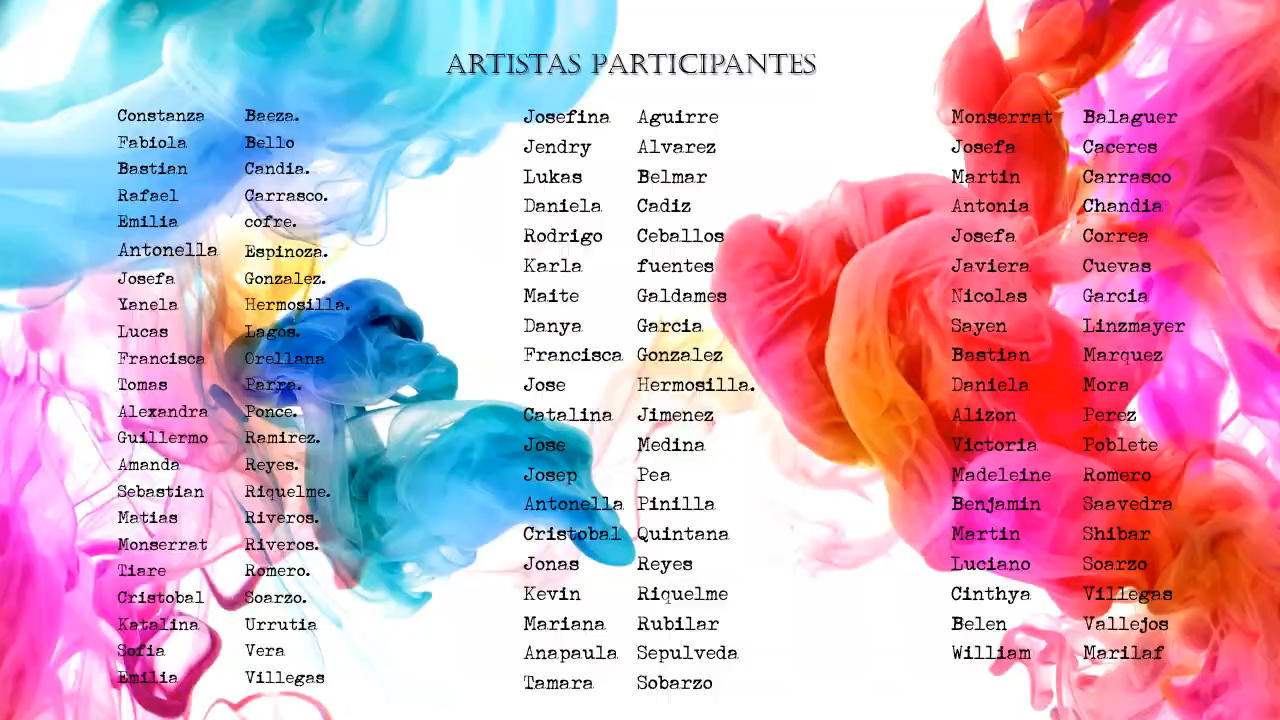 ARTISTAS PARTICIPANTES
Constanza Baeza.
Fabiola Bello
Bastian Candia.
Rafael Carrasco.
Emilia cofre.
Antonella Espinoza.
Josefa Gonzalez.
Yanela Hermosilla.
Lucas Lagos.
Francisca Orellana
Tomas Parra.
Alexandra Ponce.
Guillermo Ramirez.
Amanda Reyes.
Sebastian Riquelme.
Matias Riveros.
Monserrat Riveros.
Tiare Romero.
Cristobal Soarzo.
Katalina Urrutia
Sofia Vera
Emilia Villegas
Josefina Aguirre
Jendry Alvarez
Lukas Belmar
Daniela Cadiz
Rodrigo Ceballos
Karla fuentes
Maite Galdames
Danya Garcia
Francisca Gonzalez
Jose Hermosilla.
Catalina Jimenez
Jose Medina
Josep Pea
Antonella Pinilla
Cristobal Quintana
Jonas Reyes
Kevin Riquelme
Mariana Rubilar
Anapaula Sepulveda
Tamara Sobarzo
Monserrat Balaguer
Josefa Caceres
Martin Carrasco
Antonia Chandia
Josefa Correa
Javiera Cuevas
Nicolas Garcia
Sayen Linzmayer
Bastian Marquez
Daniela Mora
Alizon Perez
Victoria Poblete
Madeleine Romero
Benjamin Saavedra
Martin Shibar
Luciano Soarzo
Cinthya Villegas
Belen Vallejos
William Marilaf